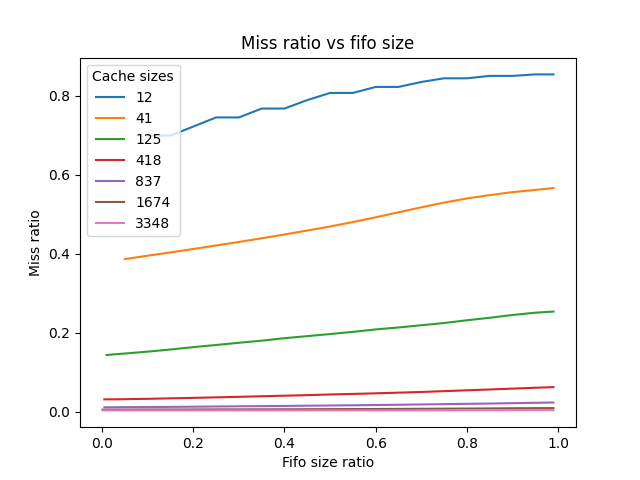 Miss ratio vs fifo size
Cache sizes
12
41
125
418
837
1674
3348
0.8
0.6
0.4
0.2
0.0
Miss ratio
0.0 0.2 0.4 0.6 0.8 1.0
Fifo size ratio